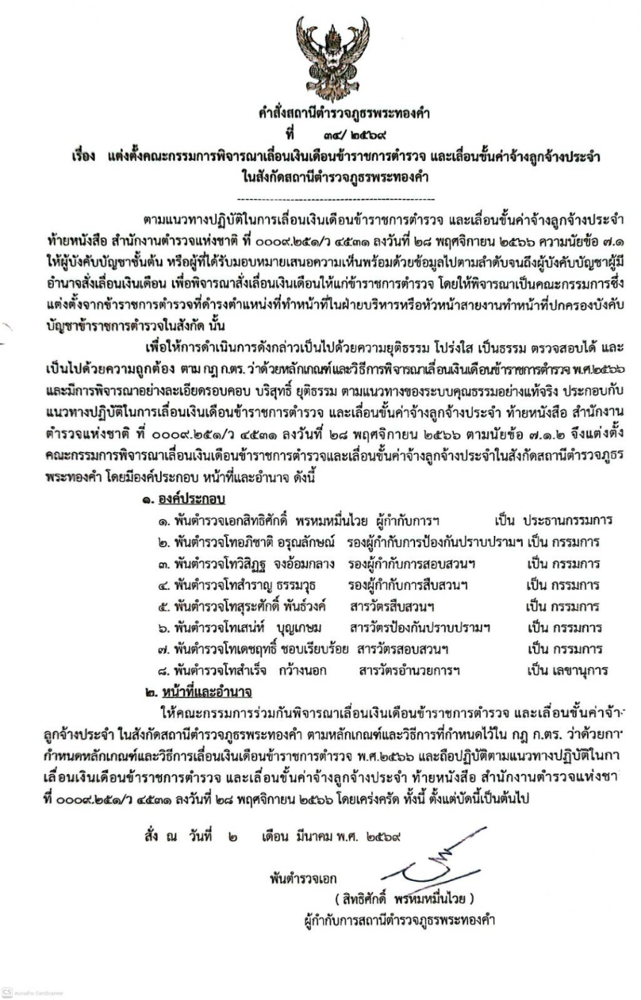 คำสั่งสถานีตำรวจภูธรพระทองคำ
ที่ ๓๔/ ๒๕๖๙
เรื่อง แต่งตั้งคณะกรรมการพิจารณาเลื่อนเงินเดือนข้าราชการตำรวจ และเลื่อนขั้นค่าจ้างลูกจ้างประจำ
ในสังกัดสถานีตำรวจภูธรพระทองคำ
ตามแนวทางปฏิบัติในการเลื่อนเงินเดือนข้าราชการตำรวจ และเลื่อนขั้นค่าจ้างลูกจ้างประจำ
ท้ายหนังสือ สำนักงานตำรวจแห่งชาติ ที่ ๐๐๐๙.๒๕๑/ว ๔๕๓๑ ลงวันที่ ๒๘ พฤศจิกายน ๒๕๖๖ ความนัยข้อ ๗.๑
ให้ผู้บังคับบัญชาชั้นต้น หรือผู้ที่ได้รับมอบหมายเสนอความเห็นพร้อมด้วยข้อมูลไปตามลำดับจนถึงผู้บังคับบัญชาผู้มี
อำนาจสั่งเลื่อนเงินเดือน เพื่อพิจารณาสั่งเลื่อนเงินเดือนให้แก่ข้าราชการตำรวจ โดยให้พิจารณาเป็นคณะกรรมการซึ่ง
แต่งตั้งจากข้าราชการตำรวจที่ดำรงตำแหน่งที่ทำหน้าที่ในฝ่ายบริหารหรือหัวหน้าสายงานทำหน้าที่ปกครองบังคับ
บัญชาข้าราชการตำรวจในสังกัด นั้น
เพื่อให้การดำเนินการดังกล่าวเป็นไปด้วยความยุติธรรม โปร่งใส เป็นธรรม ตรวจสอบได้ และ
เป็นไปด้วยความถูกต้อง ตาม กฎ ก.ตร. ว่าด้วยหลักเกณฑ์และวิธีการพิจารณาเลื่อนเงินเดือนข้าราชการตำรวจ พ.ศ.๒๕๖๖
และมีการพิจารณาอย่างละเอียดรอบคอบ บริสุทธิ์ ยุติธรรม ตามแนวทางของระบบคุณธรรมอย่างแท้จริง ประกอบกับ
แนวทางปฏิบัติในการเลื่อนเงินเดือนข้าราชการตำรวจ และเลื่อนขั้นค่าจ้างลูกจ้างประจำ ท้ายหนังสือ สำนักงาน
ตำรวจแห่งชาติ ที่ ๐๐๐๙.๒๕๑/ว ๔๕๓๑ ลงวันที่ ๒๘ พฤศจิกายน ๒๕๖๖ ตามนัยข้อ ๗.๑.๒ จึงแต่งตั้ง
คณะกรรมการพิจารณาเลื่อนเงินเดือนข้าราชการตำรวจและเลื่อนขั้นค่าจ้างลูกจ้างประจำในสังกัดสถานีตำรวจภูธร
พระทองคำ โดยมีองค์ประกอบ หน้าที่และอำนาจ ดังนี้
๑. องค์ประกอบ
๑. พันตำรวจเอกสิทธิศักดิ์ พรหมหมื่นไวย ผู้กำกับการฯ เป็น ประธานกรรมการ
๒. พันตำรวจโทอภิชาติ อรุณลักษณ์ รองผู้กำกับการป้องกันปราบปรามฯ เป็น กรรมการ
๓. พันตำรวจโทวิสิฏฐ จงอ้อมกลาง รองผู้กำกับการสอบสวนฯ เป็น กรรมการ
๔. พันตำรวจโทสำราญ ธรรมวุธ รองผู้กำกับการสืบสวนฯ เป็น กรรมการ
๕. พันตำรวจโทสุระศักดิ์ พันธ์วงค์ สารวัตรสืบสวนฯ เป็น กรรมการ
๖. พันตำรวจโทเสน่ห์ บุญเกษม สารวัตรป้องกันปราบปรามฯ เป็น กรรมการ
๗. พันตำรวจโทเดชฤทธิ์ ชอบเรียบร้อย สารวัตรสอบสวนฯ เป็น กรรมการ
๘. พันตำรวจโทสำเร็จ กว้างนอก สารวัตรอำนวยการฯ เป็น เลขานุการ
๒. หน้าที่และอำนาจ
ให้คณะกรรมการร่วมกันพิจารณาเลื่อนเงินเดือนข้าราชการตำรวจ และเลื่อนขั้นค่าจ้าง
ลูกจ้างประจำ ในสังกัดสถานีตำรวจภูธรพระทองคำ ตามหลักเกณฑ์และวิธีการที่กำหนดไว้ใน กฎ ก.ตร. ว่าด้วยกา
กำหนดหลักเกณฑ์และวิธีการเลื่อนเงินเดือนข้าราชการตำรวจ พ.ศ.๒๕๖๖ และถือปฏิบัติตามแนวทางปฏิบัติในกา
เลื่อนเงินเดือนข้าราชการตำรวจ และเลื่อนขั้นค่าจ้างลูกจ้างประจำ ท้ายหนังสือ สำนักงานตำรวจแห่งชา
ที่ ๐๐๐๙.๒๕๑/ว ๔๕๓๑ ลงวันที่ ๒๘ พฤศจิกายน ๒๕๖๖ โดยเคร่งครัด ทั้งนี้ ตั้งแต่บัดนี้เป็นต้นไป
สั่ง ณ วันที่ ๒ เดือน มีนาคม พ.ศ. ๒๕๖๙
พันตำรวจเอก
( สิทธิศักดิ์ พรหมหมื่นไวย )
ผู้กำกับการสถานีตำรวจภูธรพระทองคำ
CS สแกนด้วย CamScanner